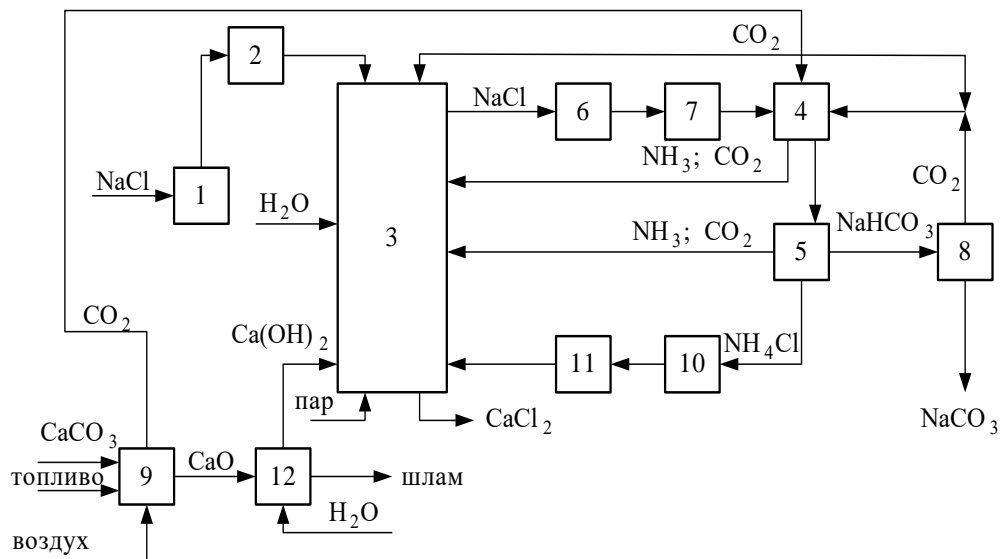 CO2
2
NaCl
6
7
4
NH3; CO2
CO2
NaCl
1
H2O
3
NH3; CO2
5
NaHCO3
8
CO2
Ca(OH)2
NH4Cl
11
10
пар
CaCl2
NaCO3
CaCO3
топливо
9
CaO
12
шлам
H2O
воздух